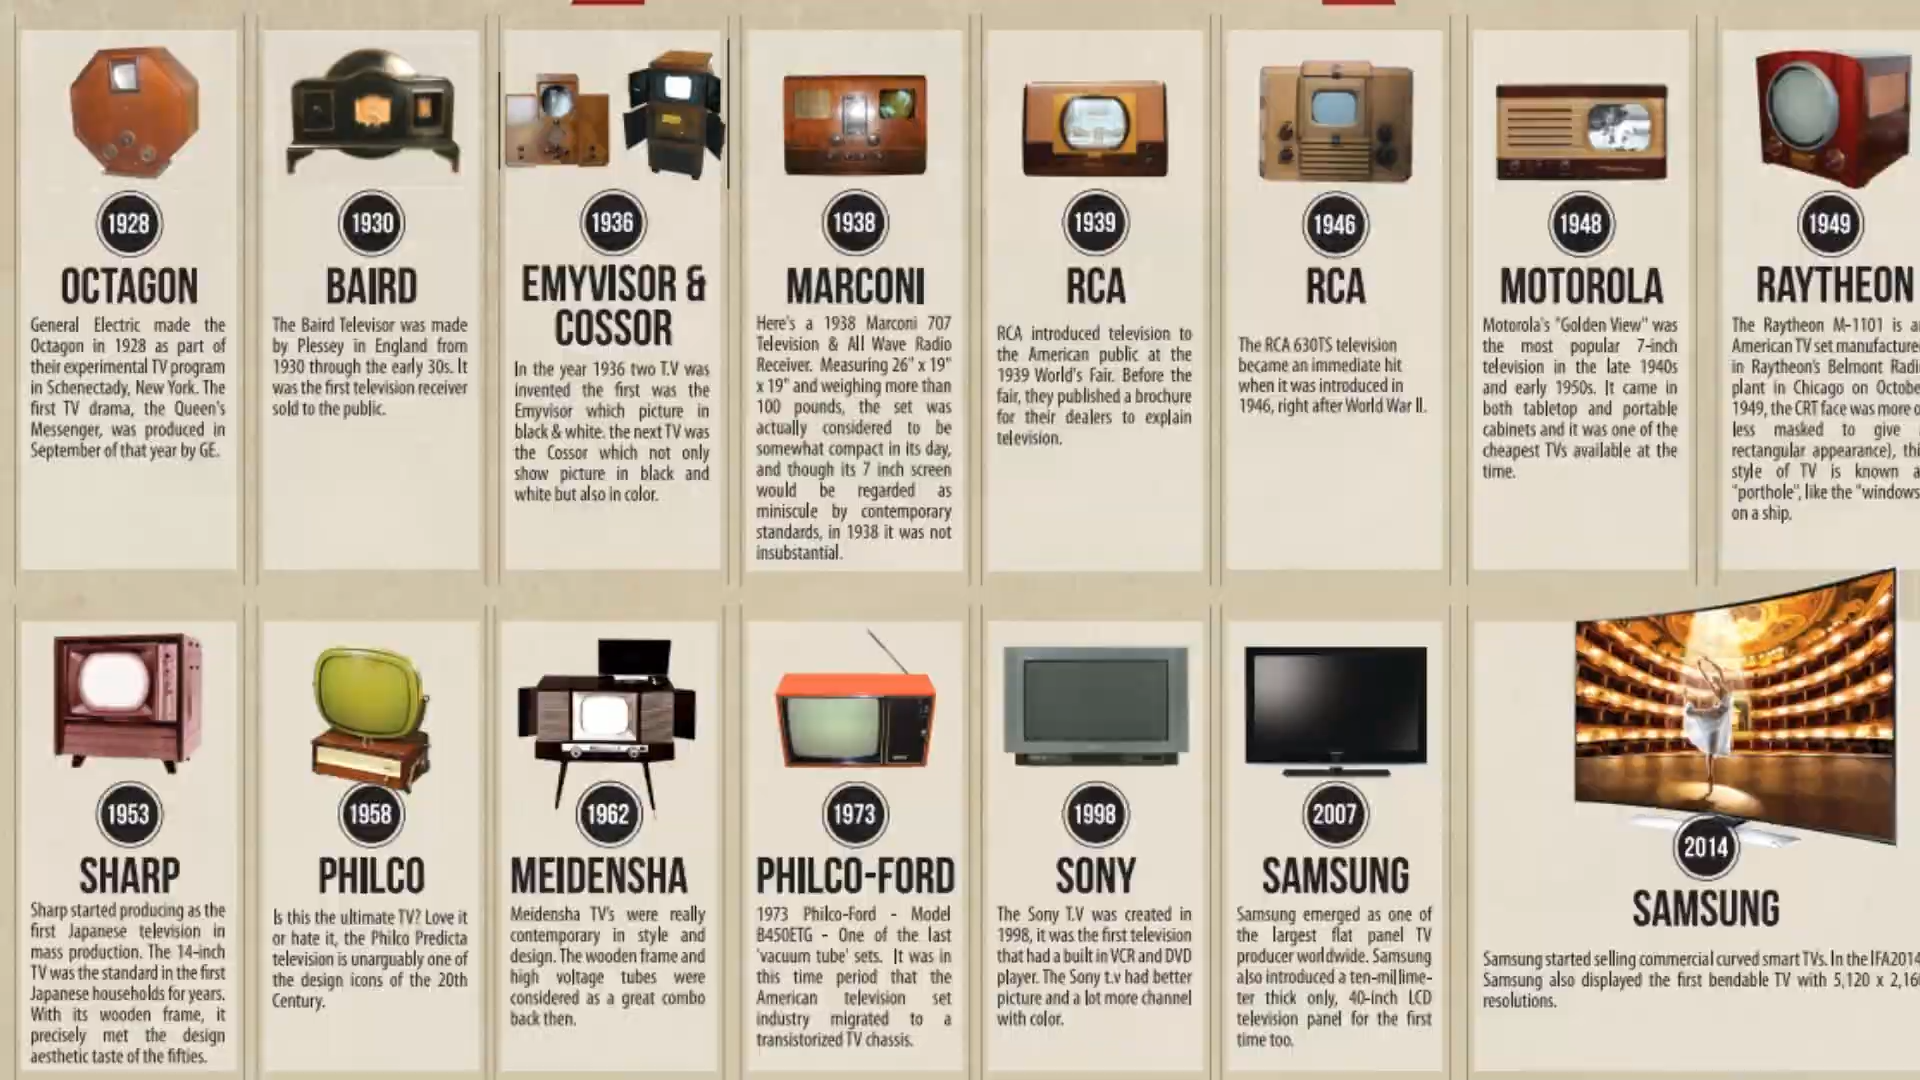 1928
OCTAGON
General Electric made the
Octagon in 1928 as part of
their experimental TV program
in Schenectady, New York. The
first TV drama, the Queen's
Messenger, was produced in
September of that year by GE.
1930
BAIRD
The Baird Televisor was made
by Plessey in England from
1930 through the early 30s. It
was the first television receiver
sold to the public.
1936
EMYVISOR &
COSSOR
In the year 1936 two T.V was
invented the first was the
Emyvisor which picture in
black & white. the next TV was
the Cossor which not only
show picture in black and
white but also in color.
1938
MARCONI
Here's a 1938 Marconi 707
Television & All Wave Radio
Receiver. Measuring 26" x 19"
x 19" and weighing more than
100 pounds, the set was
actually considered to be
somewhat compact in its day,
and though its 7 inch screen
would be regarded as
miniscule by contemporary
standards, in 1938 it was not
insubstantial.
1939
RCA
RCA introduced television to
the American public at the
1939 World's Fair. Before the
fair, they published a brochure
for their dealers to explain
television.
1946
RCA
The RCA 630TS television
became an immediate hit
when it was introduced in
1946, right after World War II.
1948
MOTOROLA
Motorola's "Golden View" was
the most popular 7-inch
television in the late 1940s
and early 1950s. It came in
both tabletop and portable
cabinets and it was one of the
cheapest TVs available at the
time.
1949
RAYTHEON
The Raytheon M-1101 is
American TV set
in Raytheon's Belmont
plant in Chicago on
1949, the CRT face was more
less masked to give
rectangular appearance),
style of TV is known
"porthole", like the "windows
on a ship.
1953
SHARP
Sharp started producing as the
first Japanese television in
mass production. The 14-inch
TV was the standard in the first
Japanese households for years.
With its wooden frame, it
precisely met the design
aesthetic taste of the fifties.
1958
PHILCO
Is this the ultimate TV? Love it
or hate it, the Philco Predicta
television is unarguably one of
the design icons of the 20th
Century.
1962
MEIDENSHA
Meidensha TV's were really
contemporary in style and
design. The wooden frame and
high voltage tubes were
considered as a great combo
back then.
1973
PHILCO-FORD
1973 Philco-Ford - Model
B450ETG - One of the last
'vacuum tube' sets. It was in
this time period that the
American television set
industry migrated to a
transistorized TV chassis.
1998
SONY
The Sony T.V was created in
1998, it was the first television
that had a built in VCR and DVD
player. The Sony t.v had better
picture and a lot more channel
with color.
2007
SAMSUNG
Samsung emerged as one of
the largest flat panel TV
producer worldwide. Samsung
also introduced a ten-millime-
ter thick only, 40-inch LCD
television panel for the first
time too.
2014
SAMSUNG
Samsung started selling commercial curved smart TVs. In the IFA2014
Samsung also displayed the first bendable TV with 5,120 x
resolutions.